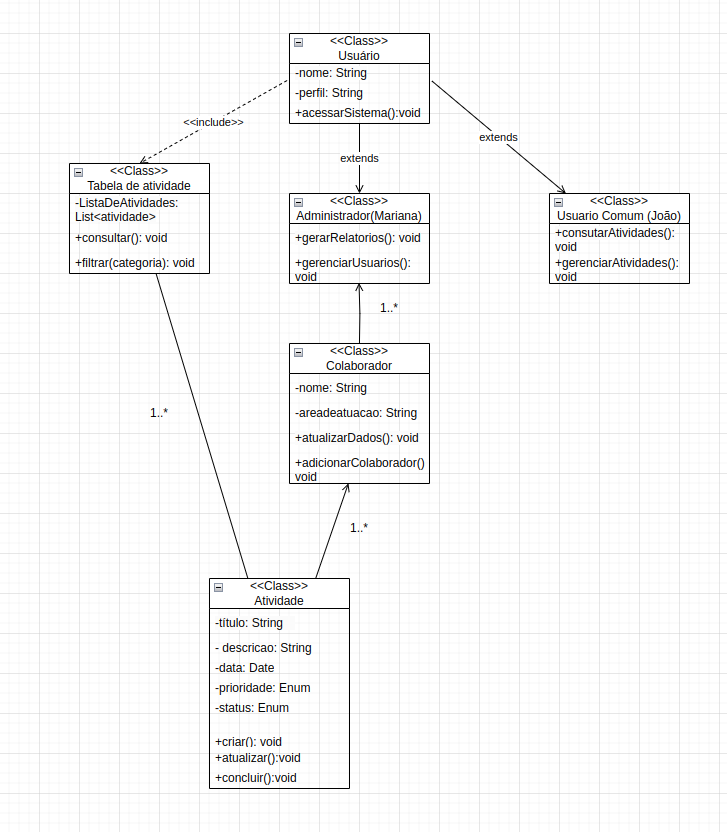 <<Class>>
Usuário
-nome: String
-perfil: String
+acessarSistema():void
<<include>>
extends
extends
<<Class>>
Tabela de atividade
-ListaDeAtividades:
List<atividade>
+consultar(): void
+filtrar(categoria): void
<<Class>>
Administrador(Mariana)
+gerarRelatorios(): void
+gerenciarUsuarios():
void
<<Class>>
Usuario Comum (João)
+consutarAtividades():
void
+gerenciarAtividades():
void
1..*
<<Class>>
Colaborador
-nome: String
-areadeatuacao: String
+atualizarDados(): void
+adicionarColaborador()
void
1..*
1..*
<<Class>>
Atividade
-título: String
- descricao: String
-data: Date
-prioridade: Enum
-status: Enum
+criar(): void
+atualizar():void
+concluir():void